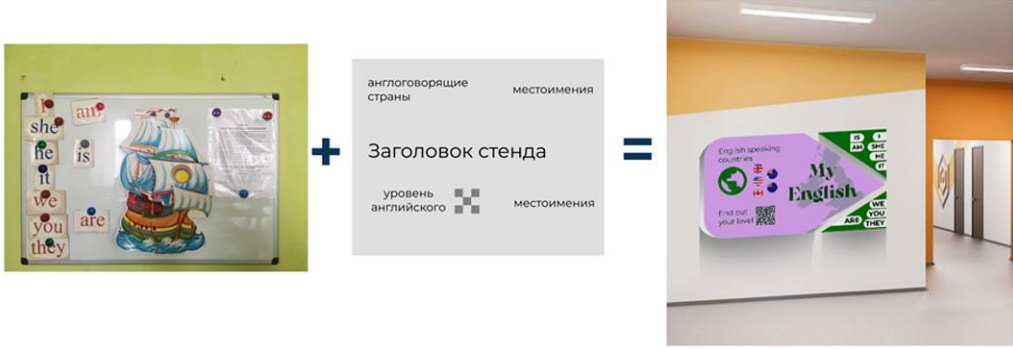 I
she
he
it
we
you
they
am
is
are
+
англоговорящие
страны
местоимения
Заголовок стенда
уровень
английского
местоимения
=
English speaking
countries
My
English
Find out
your level
IS
I
AM
SHE
HE
IT
WE
YOU
ARE
THEY